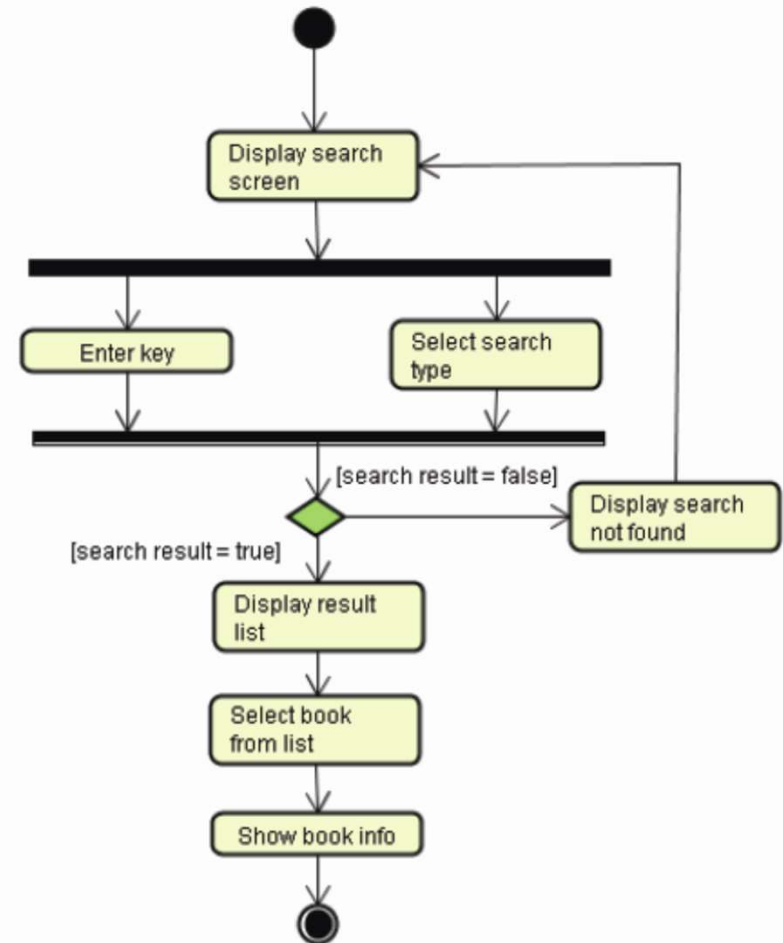 Display search
screen
Enter key
Select search
type
[search result = false]
Display search
not found
[search result = true]
Display result
list
Select book
from list
Show book info